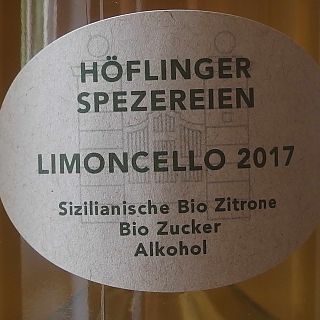 HÖFLINGER
SPEZEREIEN
LIMONCELLO 2017
Sizilianische Bio Zitrone
Bio Zucker
Alkohol